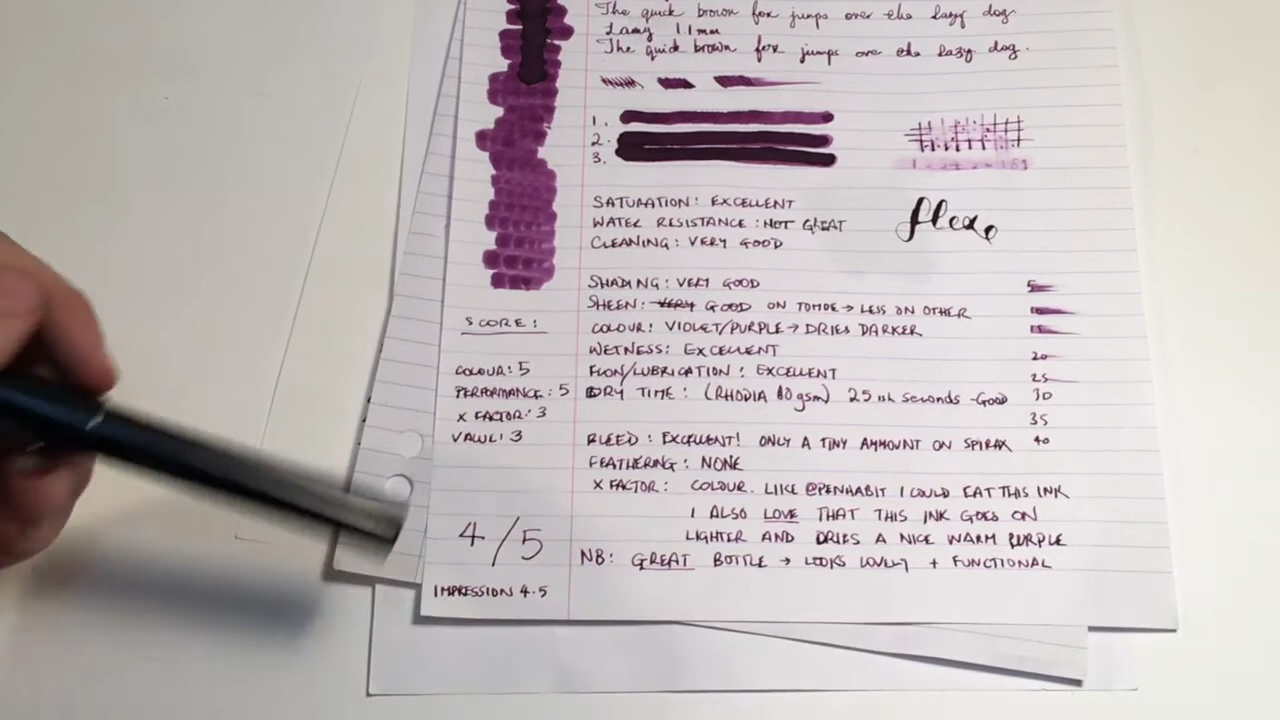 The quick brown fox jumps over the lazy dog.
Lamy 1.1mm
The quick brown fox jumps over the lazy dog.
1.
2.
3.
SATURATION: EXCELLENT
WATER RESISTANCE: NOT GREAT
CLEANING: VERY GOOD
flex
SHADING: VERY GOOD
SHEEN: VERY GOOD ON TOMOE → LESS ON OTHER
COLOUR: VIOLET/PURPLE → DRIES DARKER
WETNESS: EXCELLENT
FLOW/LUBRICATION: EXCELLENT
DRY TIME: (RHODIA 80gsm) 25ish seconds -GOOD
BLEED: EXCELLENT! ONLY A TINY AMMOUNT ON SPIRAX
FEATHERING: NONE
X FACTOR: COLOUR. LIKE @PENHABIT I COULD EAT THIS INK
I ALSO LOVE THAT THIS INK GOES ON
LIGHTER AND DRIES A NICE WARM PURPLE
NB: GREAT BOTTLE → LOOKS LOVELY + FUNCTIONAL
5
10
15
20
25
30
35
40
SCORE:
COLOUR: 5
PERFORMANCE: 5
X FACTOR: 3
VALUE: 3
4/5
IMPRESSION 4.5